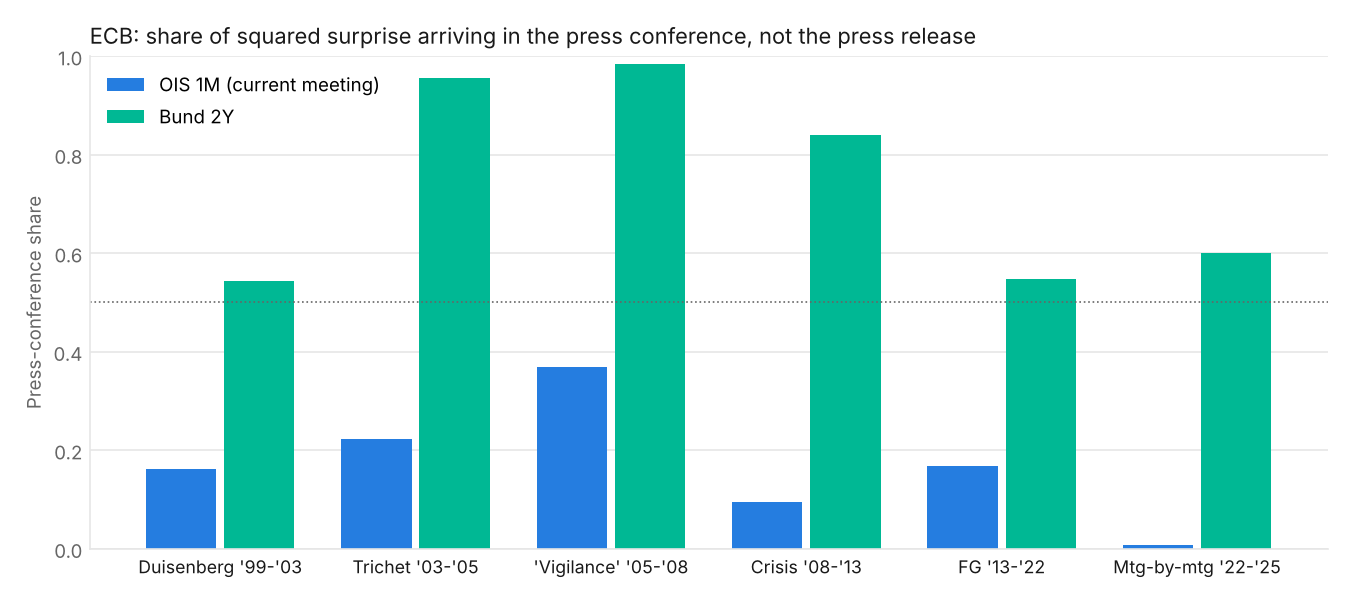 ECB: share of squared surprise arriving in the press conference, not the press release
OIS 1M (current meeting)
Bund 2Y
Press-conference share
1.0
0.8
0.6
0.4
0.2
0.0
Duisenberg '99-'03
Trichet '03-'05
'Vigilance' '05-'08
Crisis '08-'13
FG '13-'22
Mtg-by-mtg '22-'25